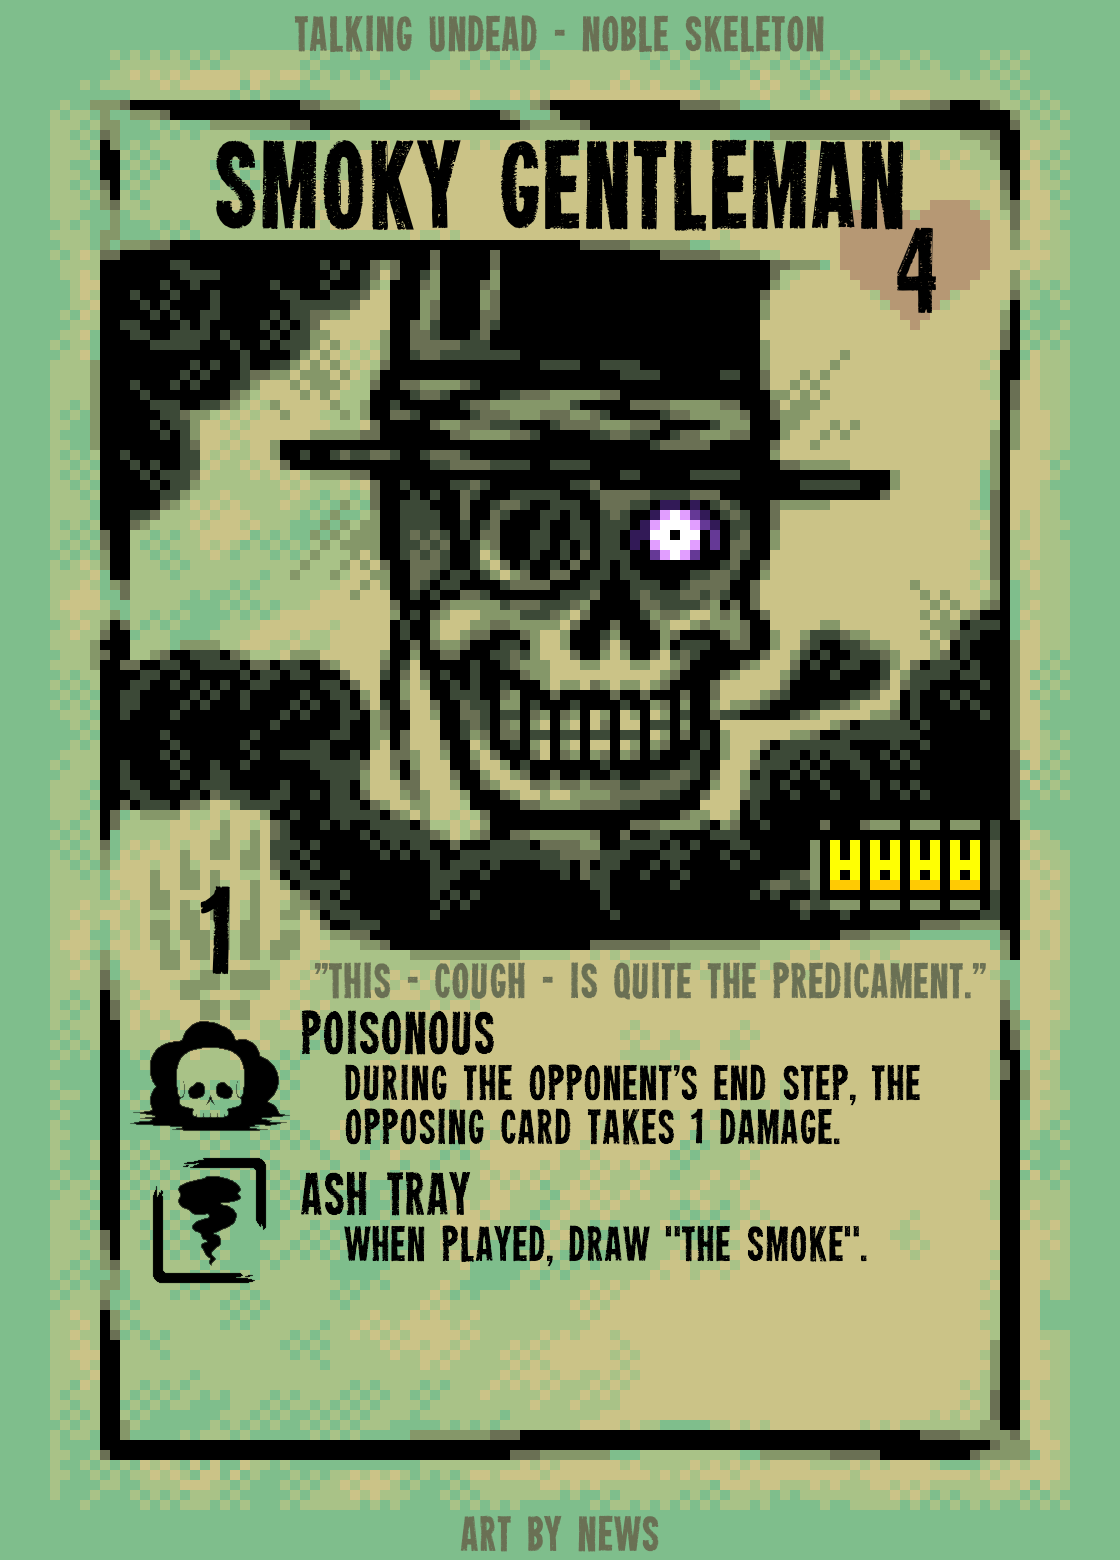 TALKING UNDEAD - NOBLE SKELETON
SMOKY GENTLEMAN
4
1
"THIS - COUGH - IS QUITE THE PREDICAMENT."
POISONOUS
DURING THE OPPONENT'S END STEP, THE
OPPOSING CARD TAKES 1 DAMAGE.
ASH TRAY
WHEN PLAYED, DRAW "THE SMOKE".
ART BY NEWS